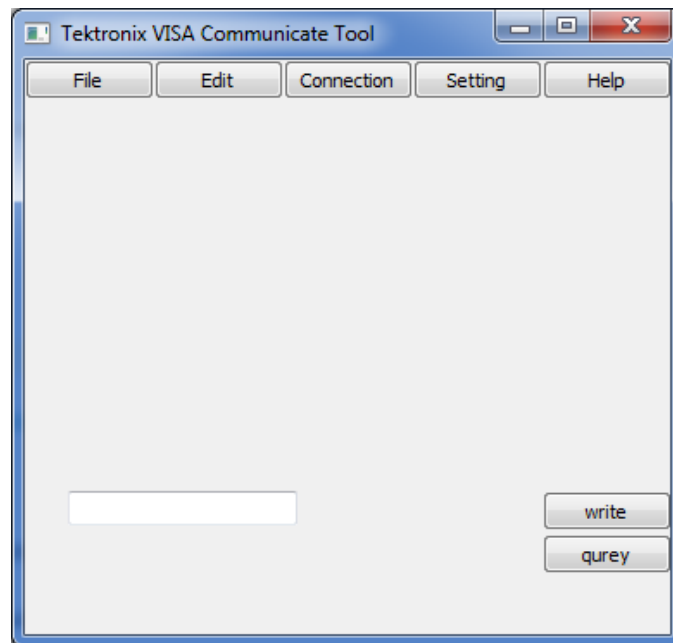 Tektronix VISA Communicate Tool
File Edit Connection Setting Help
write
qurey